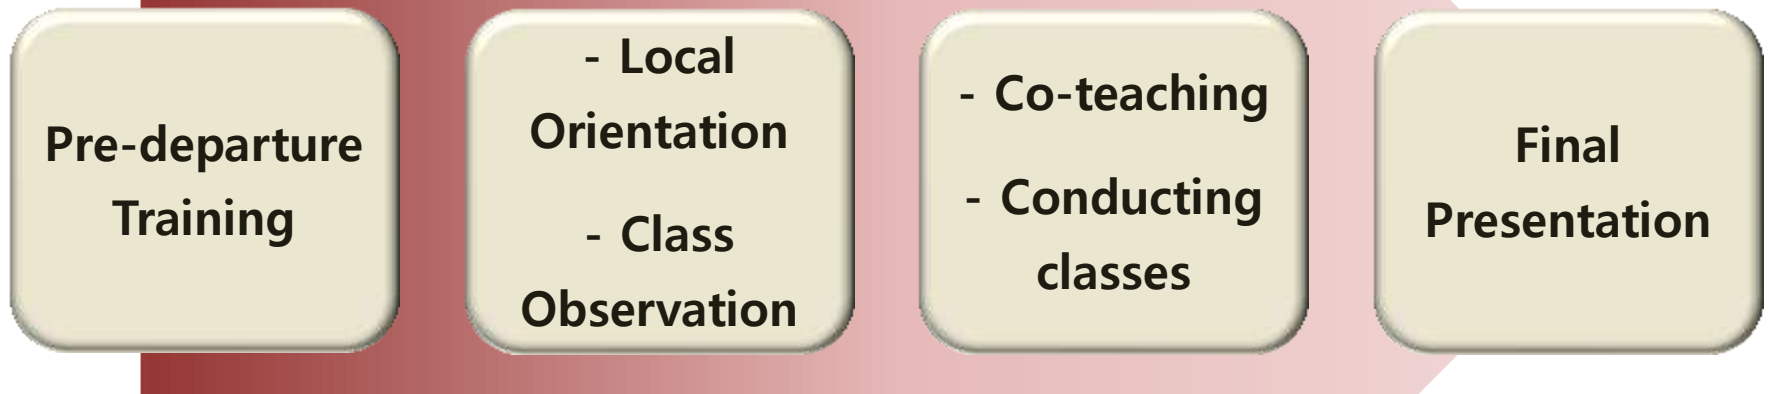 Pre-departure
Training
- Local
Orientation
- Class
Observation
- Co-teaching
- Conducting
classes
Final
Presentation